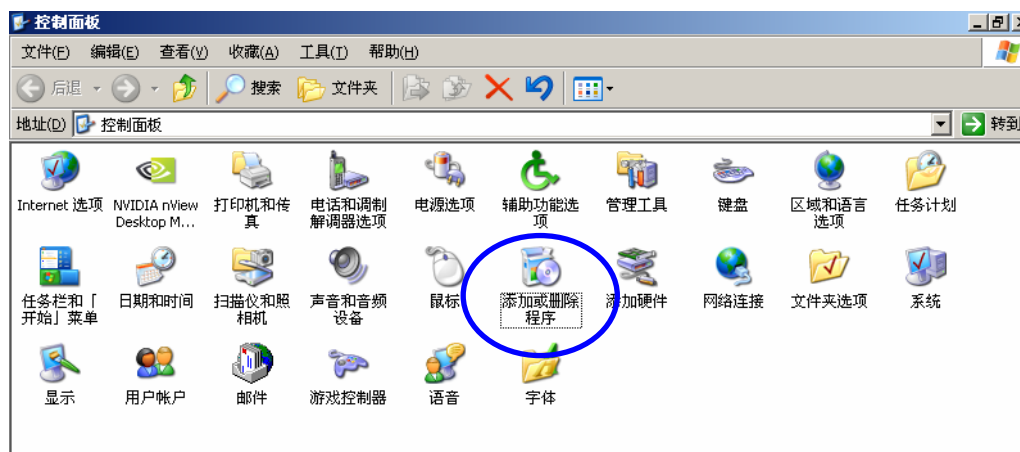 控制面板
文件(F) 编辑(E) 查看(V) 收藏(A) 工具(T) 帮助(H)
后退 搜索 文件夹
地址(D) 控制面板 转到
Internet 选项 NVIDIA nView 打印机和传 电话和调制 电源选项 辅助功能选 管理工具 键盘 区域和语言 任务计划
Desktop M... 真 解调器选项 项 选项
任务栏和「 日期和时间 扫描仪和照 声音和音频 鼠标 添加或删除 添加硬件 网络连接 文件夹选项 系统
开始」菜单 相机 设备 程序
显示 用户帐户 邮件 游戏控制器 语音 字体